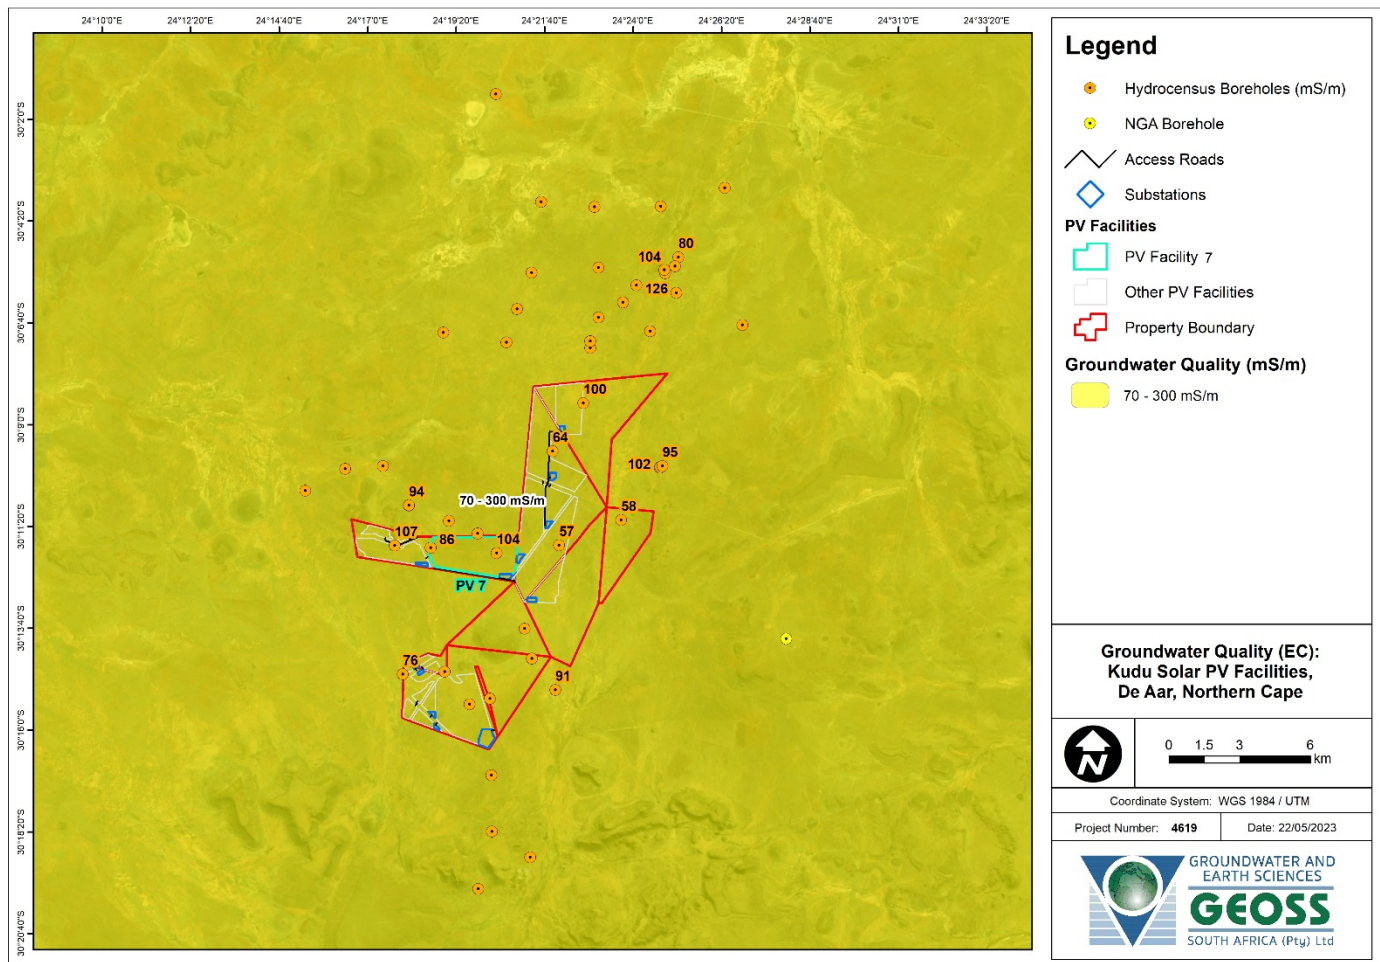 24°10'0"E
24°12'20"E
24°14'40"E
24°17'0"E
24°19'20"E
24°21'40"E
24°24'0"E
24°26'20"E
24°28'40"E
24°31'0"E
24°33'20"E
30°2'0"S
30°4'20"S
30°6'40"S
30°9'0"S
30°11'20"S
30°13'40"S
30°16'0"S
30°18'20"S
30°20'40"S
80
104
126
100
64
95
102
94
70 - 300 mS/m
58
107
86
104
57
PV 7
76
91
Legend
Hydrocensus Boreholes (mS/m)
NGA Borehole
Access Roads
Substations
PV Facilities
PV Facility 7
Other PV Facilities
Property Boundary
Groundwater Quality (mS/m)
70 - 300 mS/m
Groundwater Quality (EC):
Kudu Solar PV Facilities,
De Aar, Northern Cape
N
0 1.5 3 6
km
Coordinate System: WGS 1984 / UTM
Project Number: 4619
Date: 22/05/2023
GROUNDWATER AND
EARTH SCIENCES
GEOSS
SOUTH AFRICA (Pty) Ltd